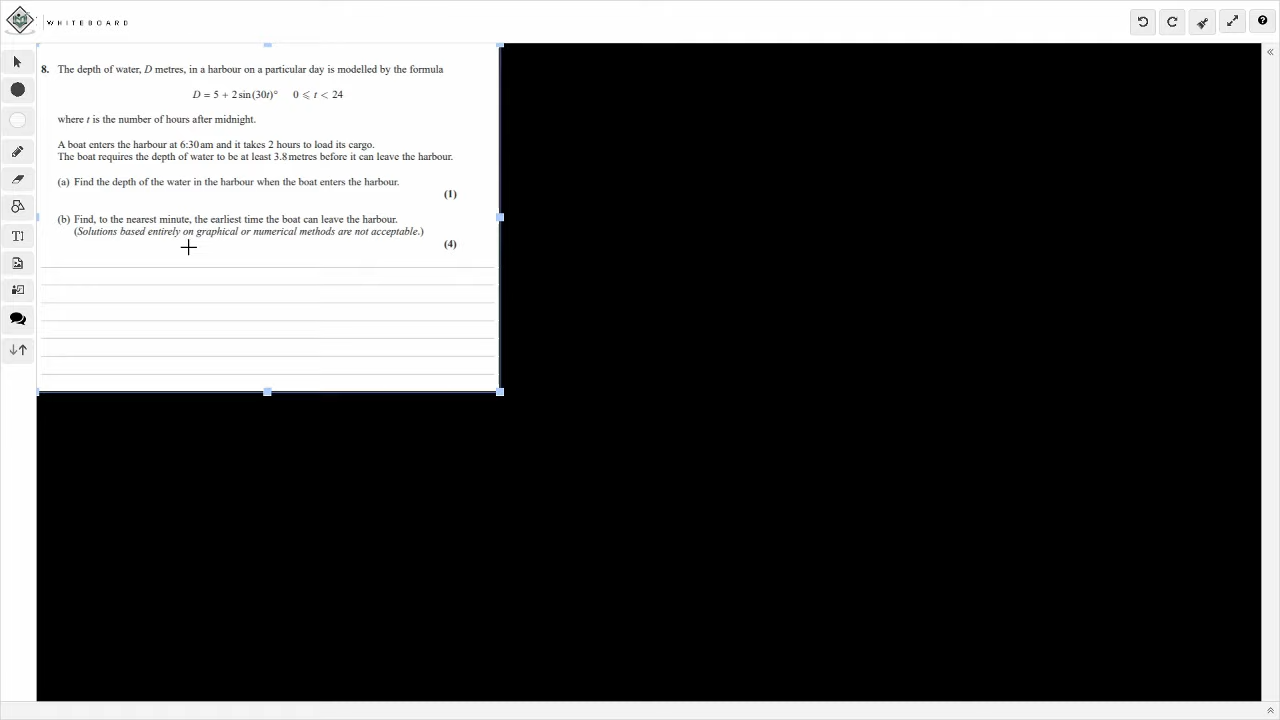 WHITEBOARD
8. The depth of water, D metres, in a harbour on a particular day is modelled by the formula
D = 5 + 2 sin(30t)° 0 ⩽ t < 24
where t is the number of hours after midnight.
A boat enters the harbour at 6:30 am and it takes 2 hours to load its cargo.
The boat requires the depth of water to be at least 3.8 metres before it can leave the harbour.
(a) Find the depth of the water in the harbour when the boat enters the harbour.
(1)
(b) Find, to the nearest minute, the earliest time the boat can leave the harbour.
(Solutions based entirely on graphical or numerical methods are not acceptable.)
(4)